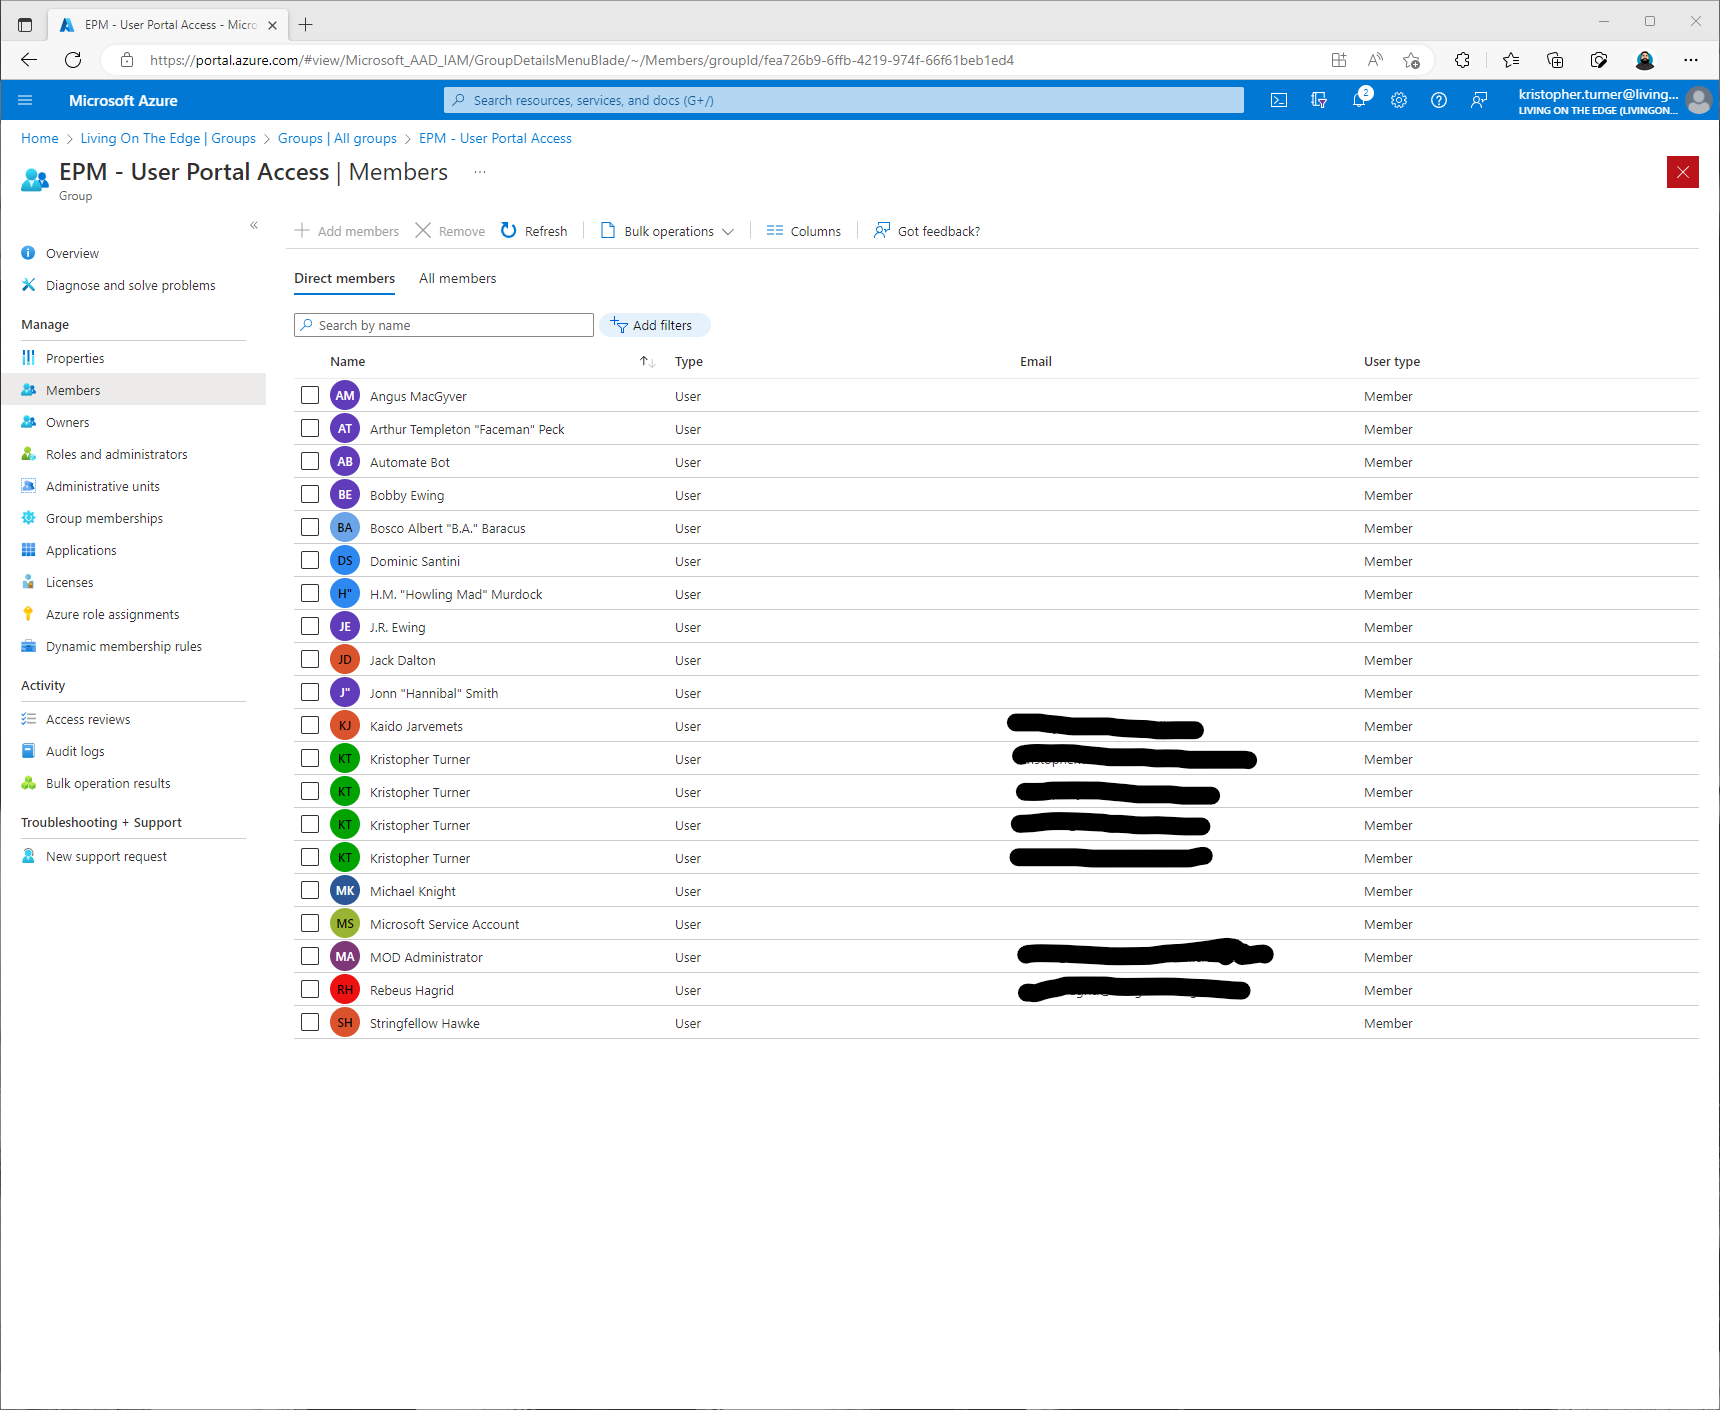 EPM - User Portal Access - Micro
https://portal.azure.com/#view/Microsoft_AAD_IAM/GroupDetailsMenuBlade/~/Members/groupId/fea726b9-6ffb-4219-974f-66f61beb1ed4
Microsoft Azure
Search resources, services, and docs (G+/)
2
kristopher.turner@living...
LIVING ON THE EDGE (LIVINGON...
Home > Living On The Edge | Groups > Groups | All groups > EPM - User Portal Access
EPM - User Portal Access | Members ...
Group
«
Add members Remove Refresh Bulk operations Columns Got feedback?
Overview
Diagnose and solve problems
Manage
Properties
Members
Owners
Roles and administrators
Administrative units
Group memberships
Applications
Licenses
Azure role assignments
Dynamic membership rules
Activity
Access reviews
Audit logs
Bulk operation results
Troubleshooting + Support
New support request
Direct members All members
Search by name Add filters
Name Type Email User type
AM Angus MacGyver User Member
AT Arthur Templeton "Faceman" Peck User Member
AB Automate Bot User Member
BE Bobby Ewing User Member
BA Bosco Albert "B.A." Baracus User Member
DS Dominic Santini User Member
H" H.M. "Howling Mad" Murdock User Member
JE J.R. Ewing User Member
JD Jack Dalton User Member
J" Jonn "Hannibal" Smith User Member
KJ Kaido Jarvemets User Member
KT Kristopher Turner User Member
KT Kristopher Turner User Member
KT Kristopher Turner User Member
KT Kristopher Turner User Member
MK Michael Knight User Member
MS Microsoft Service Account User Member
MA MOD Administrator User Member
RH Rebeus Hagrid User Member
SH Stringfellow Hawke User Member